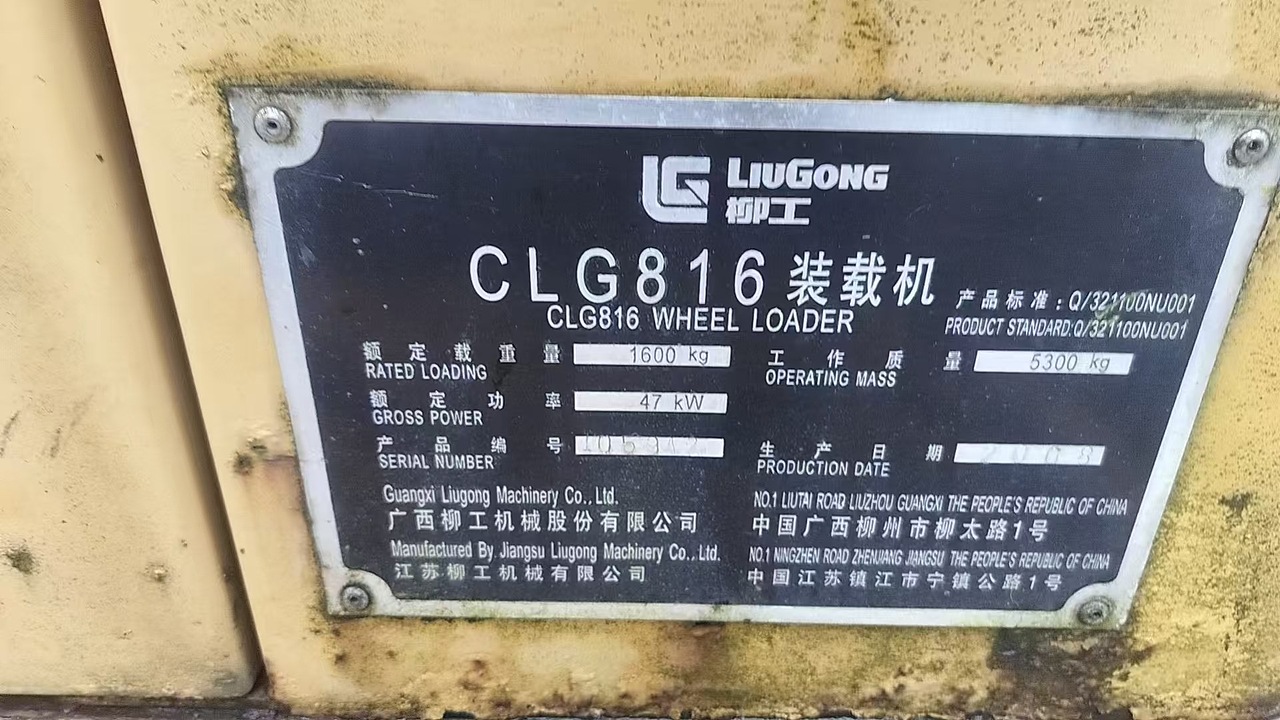 LG LIUGONG
柳工
CLG816 装载机
CLG816 WHEEL LOADER
产品标准：Q/321100NU001
PRODUCT STANDARD:Q/321100NU001
额定载重量 1600 kg
RATED LOADING
工作质量 5300 kg
OPERATING MASS
额定功率 47 kW
GROSS POWER
产品编号
SERIAL NUMBER
生产日期
PRODUCTION DATE
Guangxi Liugong Machinery Co., Ltd.
广西柳工机械股份有限公司
NO.1 LIUTAI ROAD LIUZHOU GUANGXI THE PEOPLE'S REPUBLIC OF CHINA
中国广西柳州市柳太路1号
Manufactured By Jiangsu Liugong Machinery Co., Ltd.
江苏柳工机械有限公司
NO.1 NINGZHEN ROAD ZHENJIANG JIANGSU THE PEOPLE'S REPUBLIC OF CHINA
中国江苏镇江市宁镇公路1号